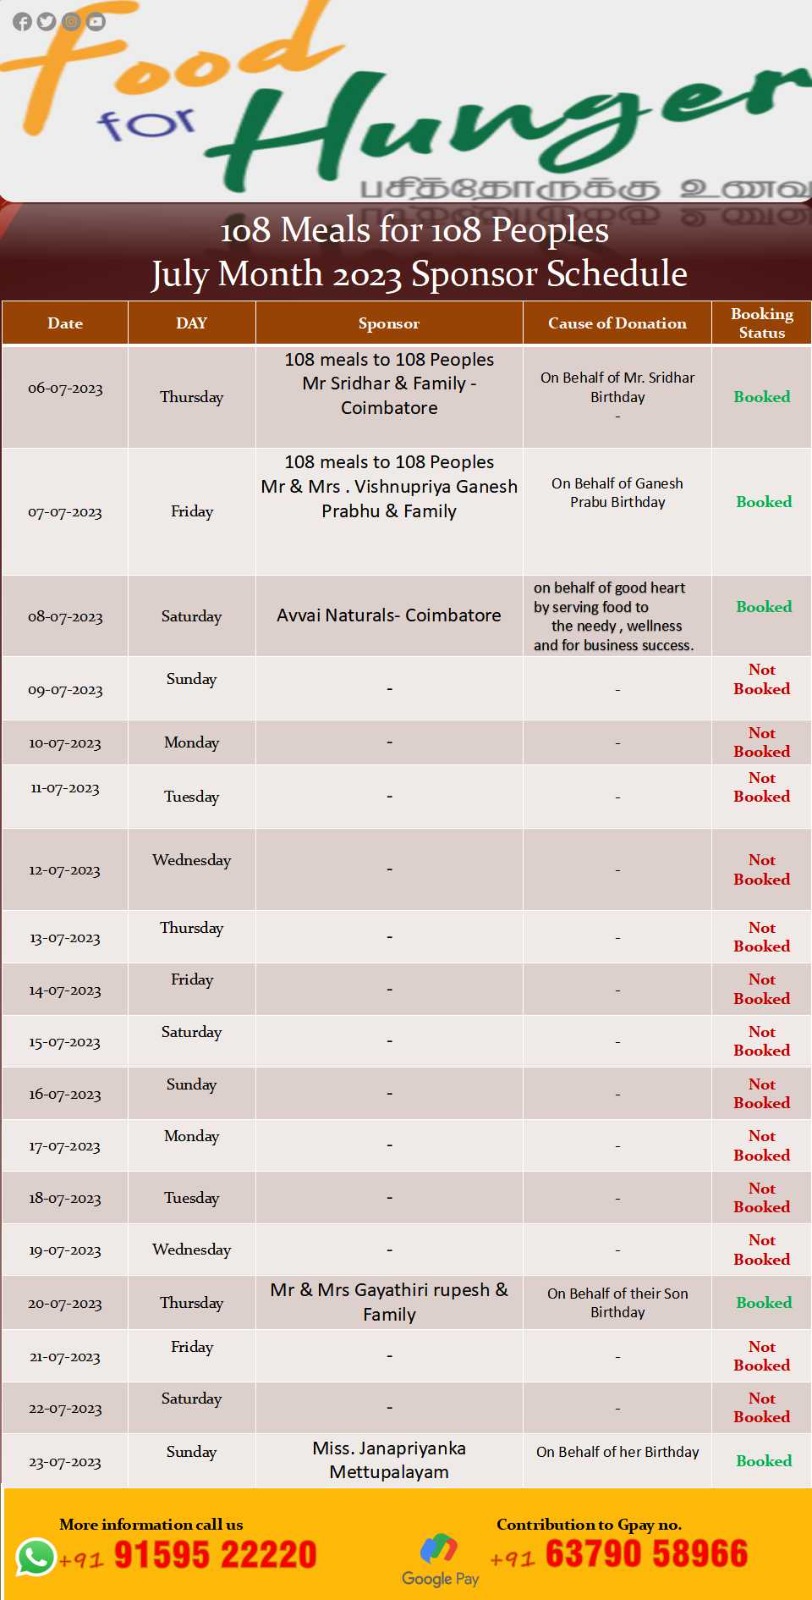 Food
for Hunger
பசித்தோருக்கு உணவ
108 Meals for 108 Peoples
July Month 2023 Sponsor Schedule
Date DAY Sponsor Cause of Donation Booking Status
06-07-2023 Thursday 108 meals to 108 Peoples
Mr Sridhar & Family -
Coimbatore
On Behalf of Mr. Sridhar
Birthday
-
Booked
07-07-2023 Friday 108 meals to 108 Peoples
Mr & Mrs . Vishnupriya Ganesh
Prabhu & Family
On Behalf of Ganesh
Prabu Birthday
Booked
08-07-2023 Saturday Avvai Naturals- Coimbatore
on behalf of good heart
by serving food to
the needy , wellness
and for business success.
Booked
09-07-2023 Sunday - - Not Booked
10-07-2023 Monday - - Not Booked
11-07-2023 Tuesday - - Not Booked
12-07-2023 Wednesday - - Not Booked
13-07-2023 Thursday - - Not Booked
14-07-2023 Friday - - Not Booked
15-07-2023 Saturday - - Not Booked
16-07-2023 Sunday - - Not Booked
17-07-2023 Monday - - Not Booked
18-07-2023 Tuesday - - Not Booked
19-07-2023 Wednesday - - Not Booked
20-07-2023 Thursday Mr & Mrs Gayathiri rupesh &
Family
On Behalf of their Son
Birthday
Booked
21-07-2023 Friday - - Not Booked
22-07-2023 Saturday - - Not Booked
23-07-2023 Sunday Miss. Janapriyanka
Mettupalayam
On Behalf of her Birthday
Booked
More information call us
+91 91595 22220
Contribution to Gpay no.
Google Pay
+91 63790 58966